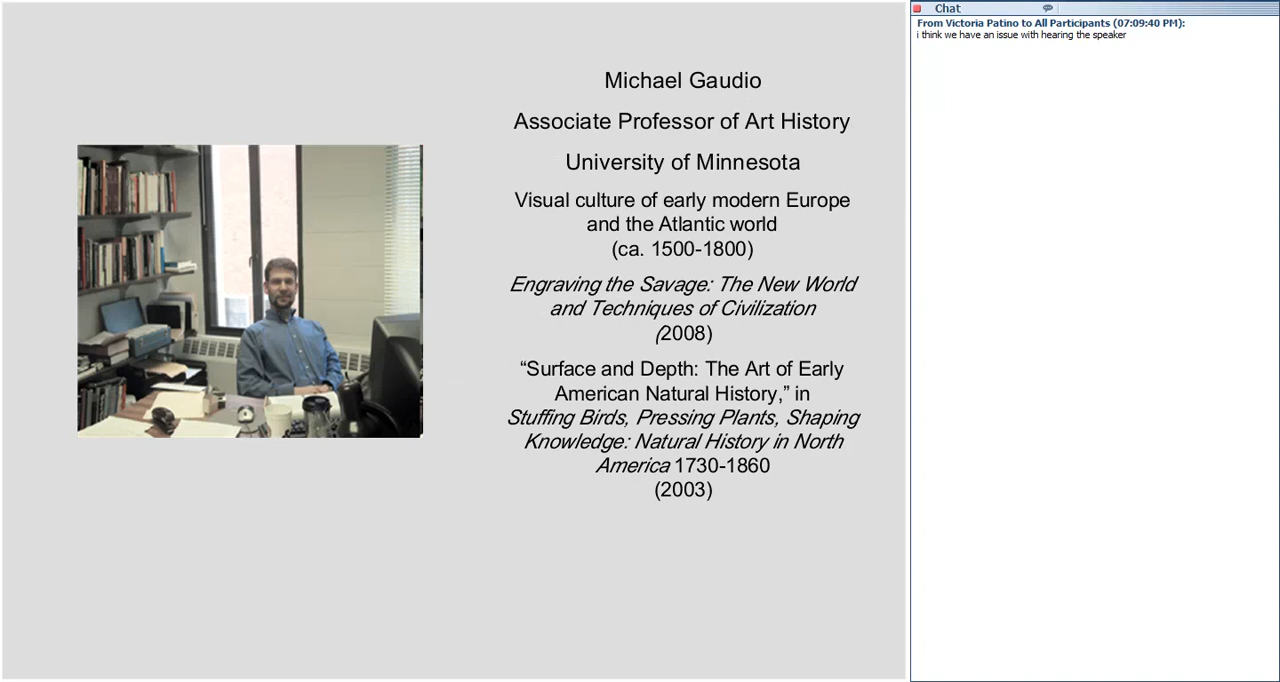 Michael Gaudio
Associate Professor of Art History
University of Minnesota
Visual culture of early modern Europe
and the Atlantic world
(ca. 1500-1800)
Engraving the Savage: The New World
and Techniques of Civilization
(2008)
“Surface and Depth: The Art of Early
American Natural History,” in
Stuffing Birds, Pressing Plants, Shaping
Knowledge: Natural History in North
America 1730-1860
(2003)
Chat
From Victoria Patino to All Participants (07:09:40 PM):
i think we have an issue with hearing the speaker